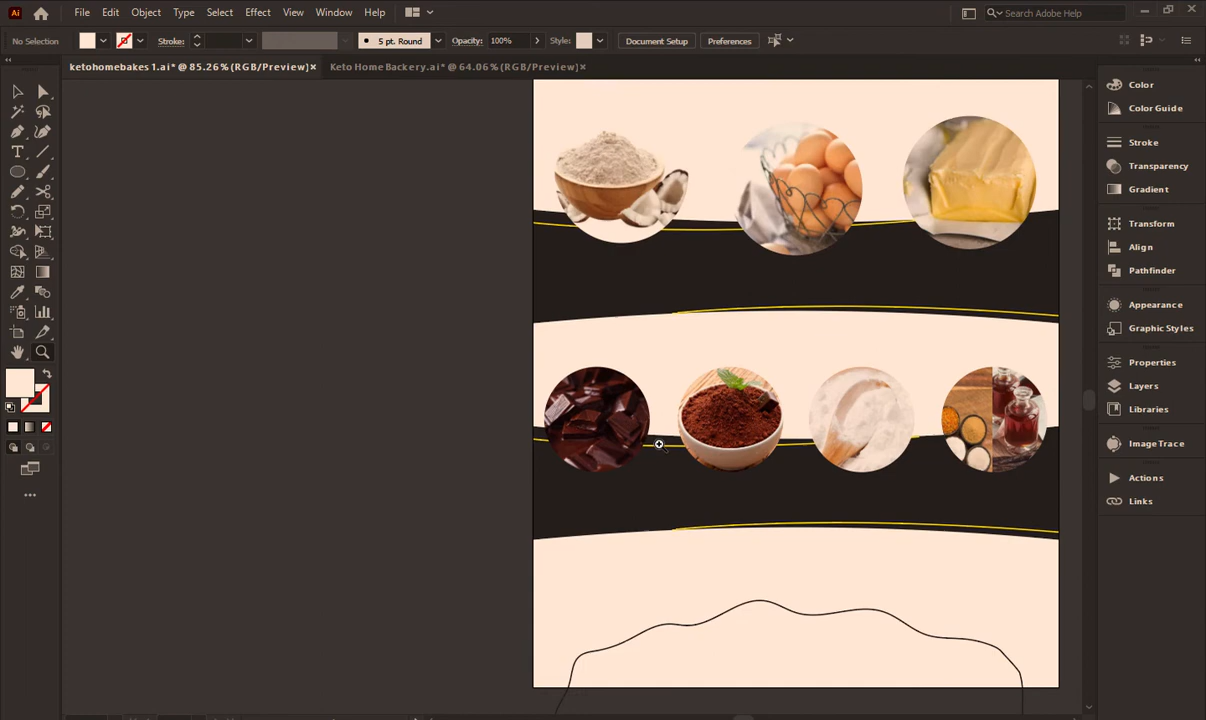 Ai File Edit Object Type Select Effect View Window Help Search Adobe Help
No Selection Stroke: 5 pt. Round Opacity: 100% Style: Document Setup Preferences
ketohomebakes 1.ai* @ 85.26% (RGB/Preview) Keto HomeBackery.ai* @ 64.06% (RGB/Preview)
Color
Color Guide
Stroke
Transparency
Gradient
Transform
Align
Pathfinder
Appearance
Graphic Styles
Properties
Layers
Libraries
Image Trace
Actions
Links